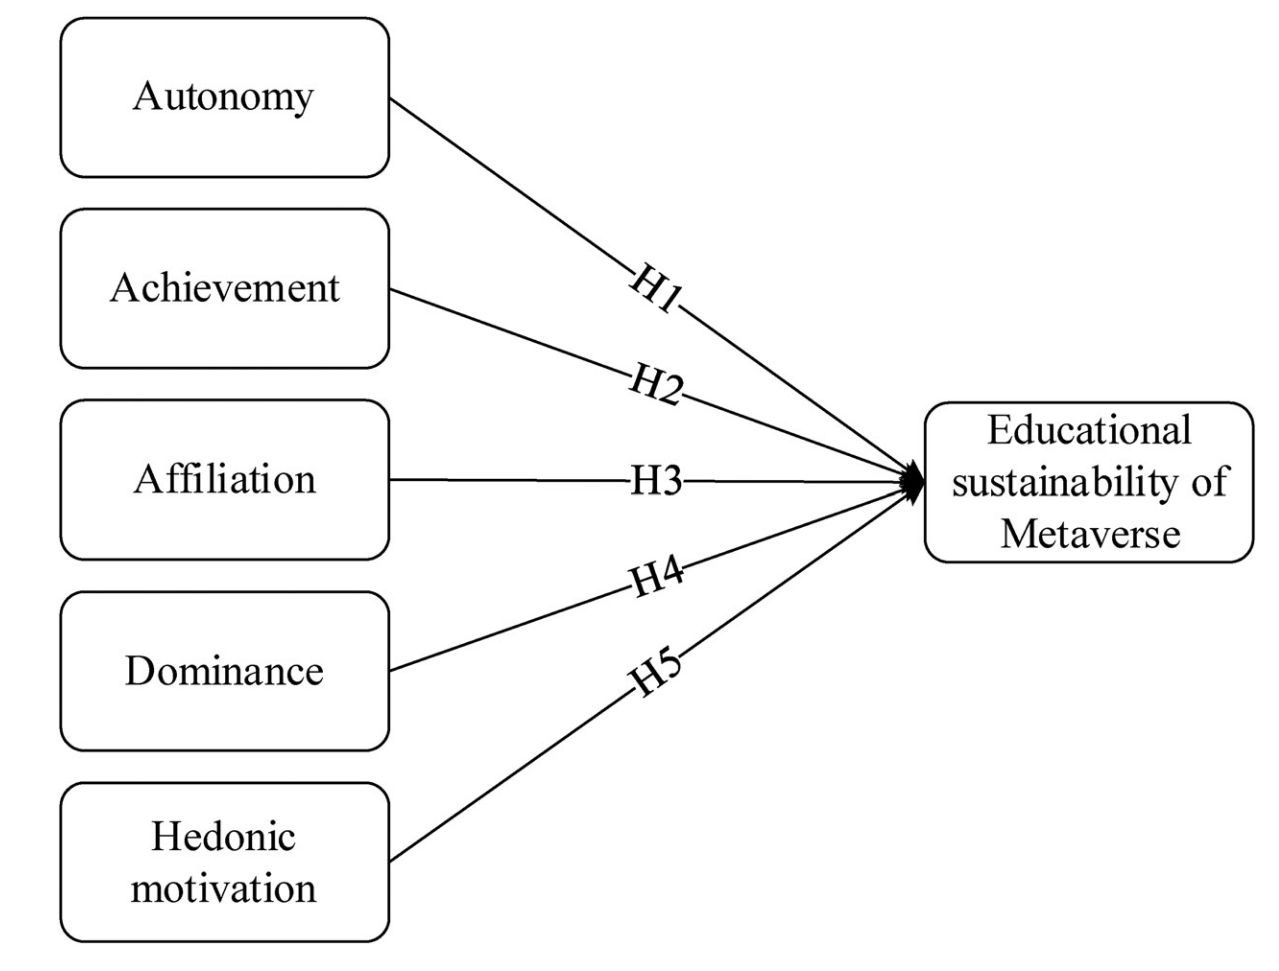 Autonomy
H1
Achievement
H2
Affiliation
H3
Dominance
H4
Hedonic
motivation
H5
Educational
sustainability of
Metaverse